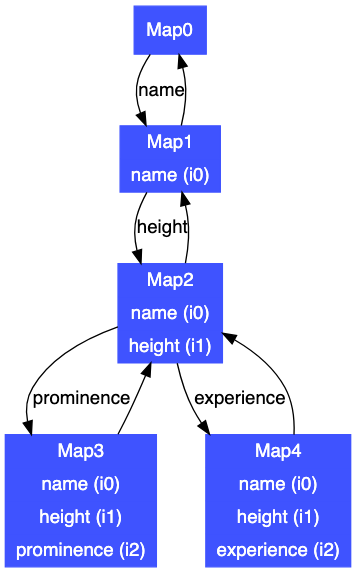 Map0
name
Map1
name (i0)
height
Map2
name (i0)
height (i1)
prominence
experience
Map3
name (i0)
height (i1)
prominence (i2)
Map4
name (i0)
height (i1)
experience (i2)